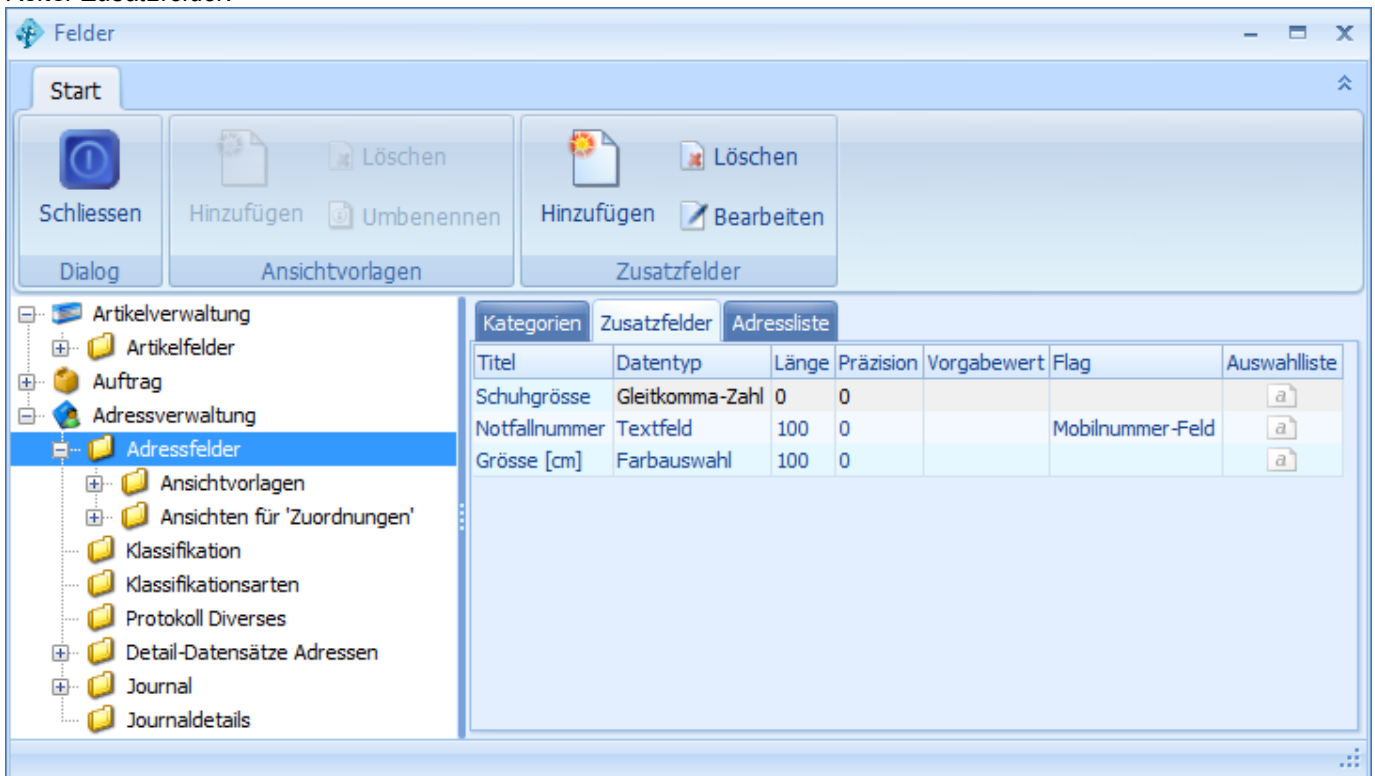 Felder
Start
Löschen
Löschen
Schliessen
Hinzufügen
Umbenennen
Hinzufügen
Bearbeiten
Dialog
Ansichtvorlagen
Zusatzfelder
Artikelverwaltung
Artikelfelder
Auftrag
Adressverwaltung
Adressfelder
Ansichtvorlagen
Ansichten für 'Zuordnungen'
Klassifikation
Klassifikationsarten
Protokoll Diverses
Detail-Datensätze Adressen
Journal
Journaldetails
Kategorien Zusatzfelder Adressliste
Titel Datentyp Länge Präzision Vorgabewert Flag Auswahlliste
Schuhgrösse Gleitkomma-Zahl 0 0 a
Notfallnummer Textfeld 100 0 Mobilnummer-Feld a
Grösse [cm] Farbauswahl 100 0 a